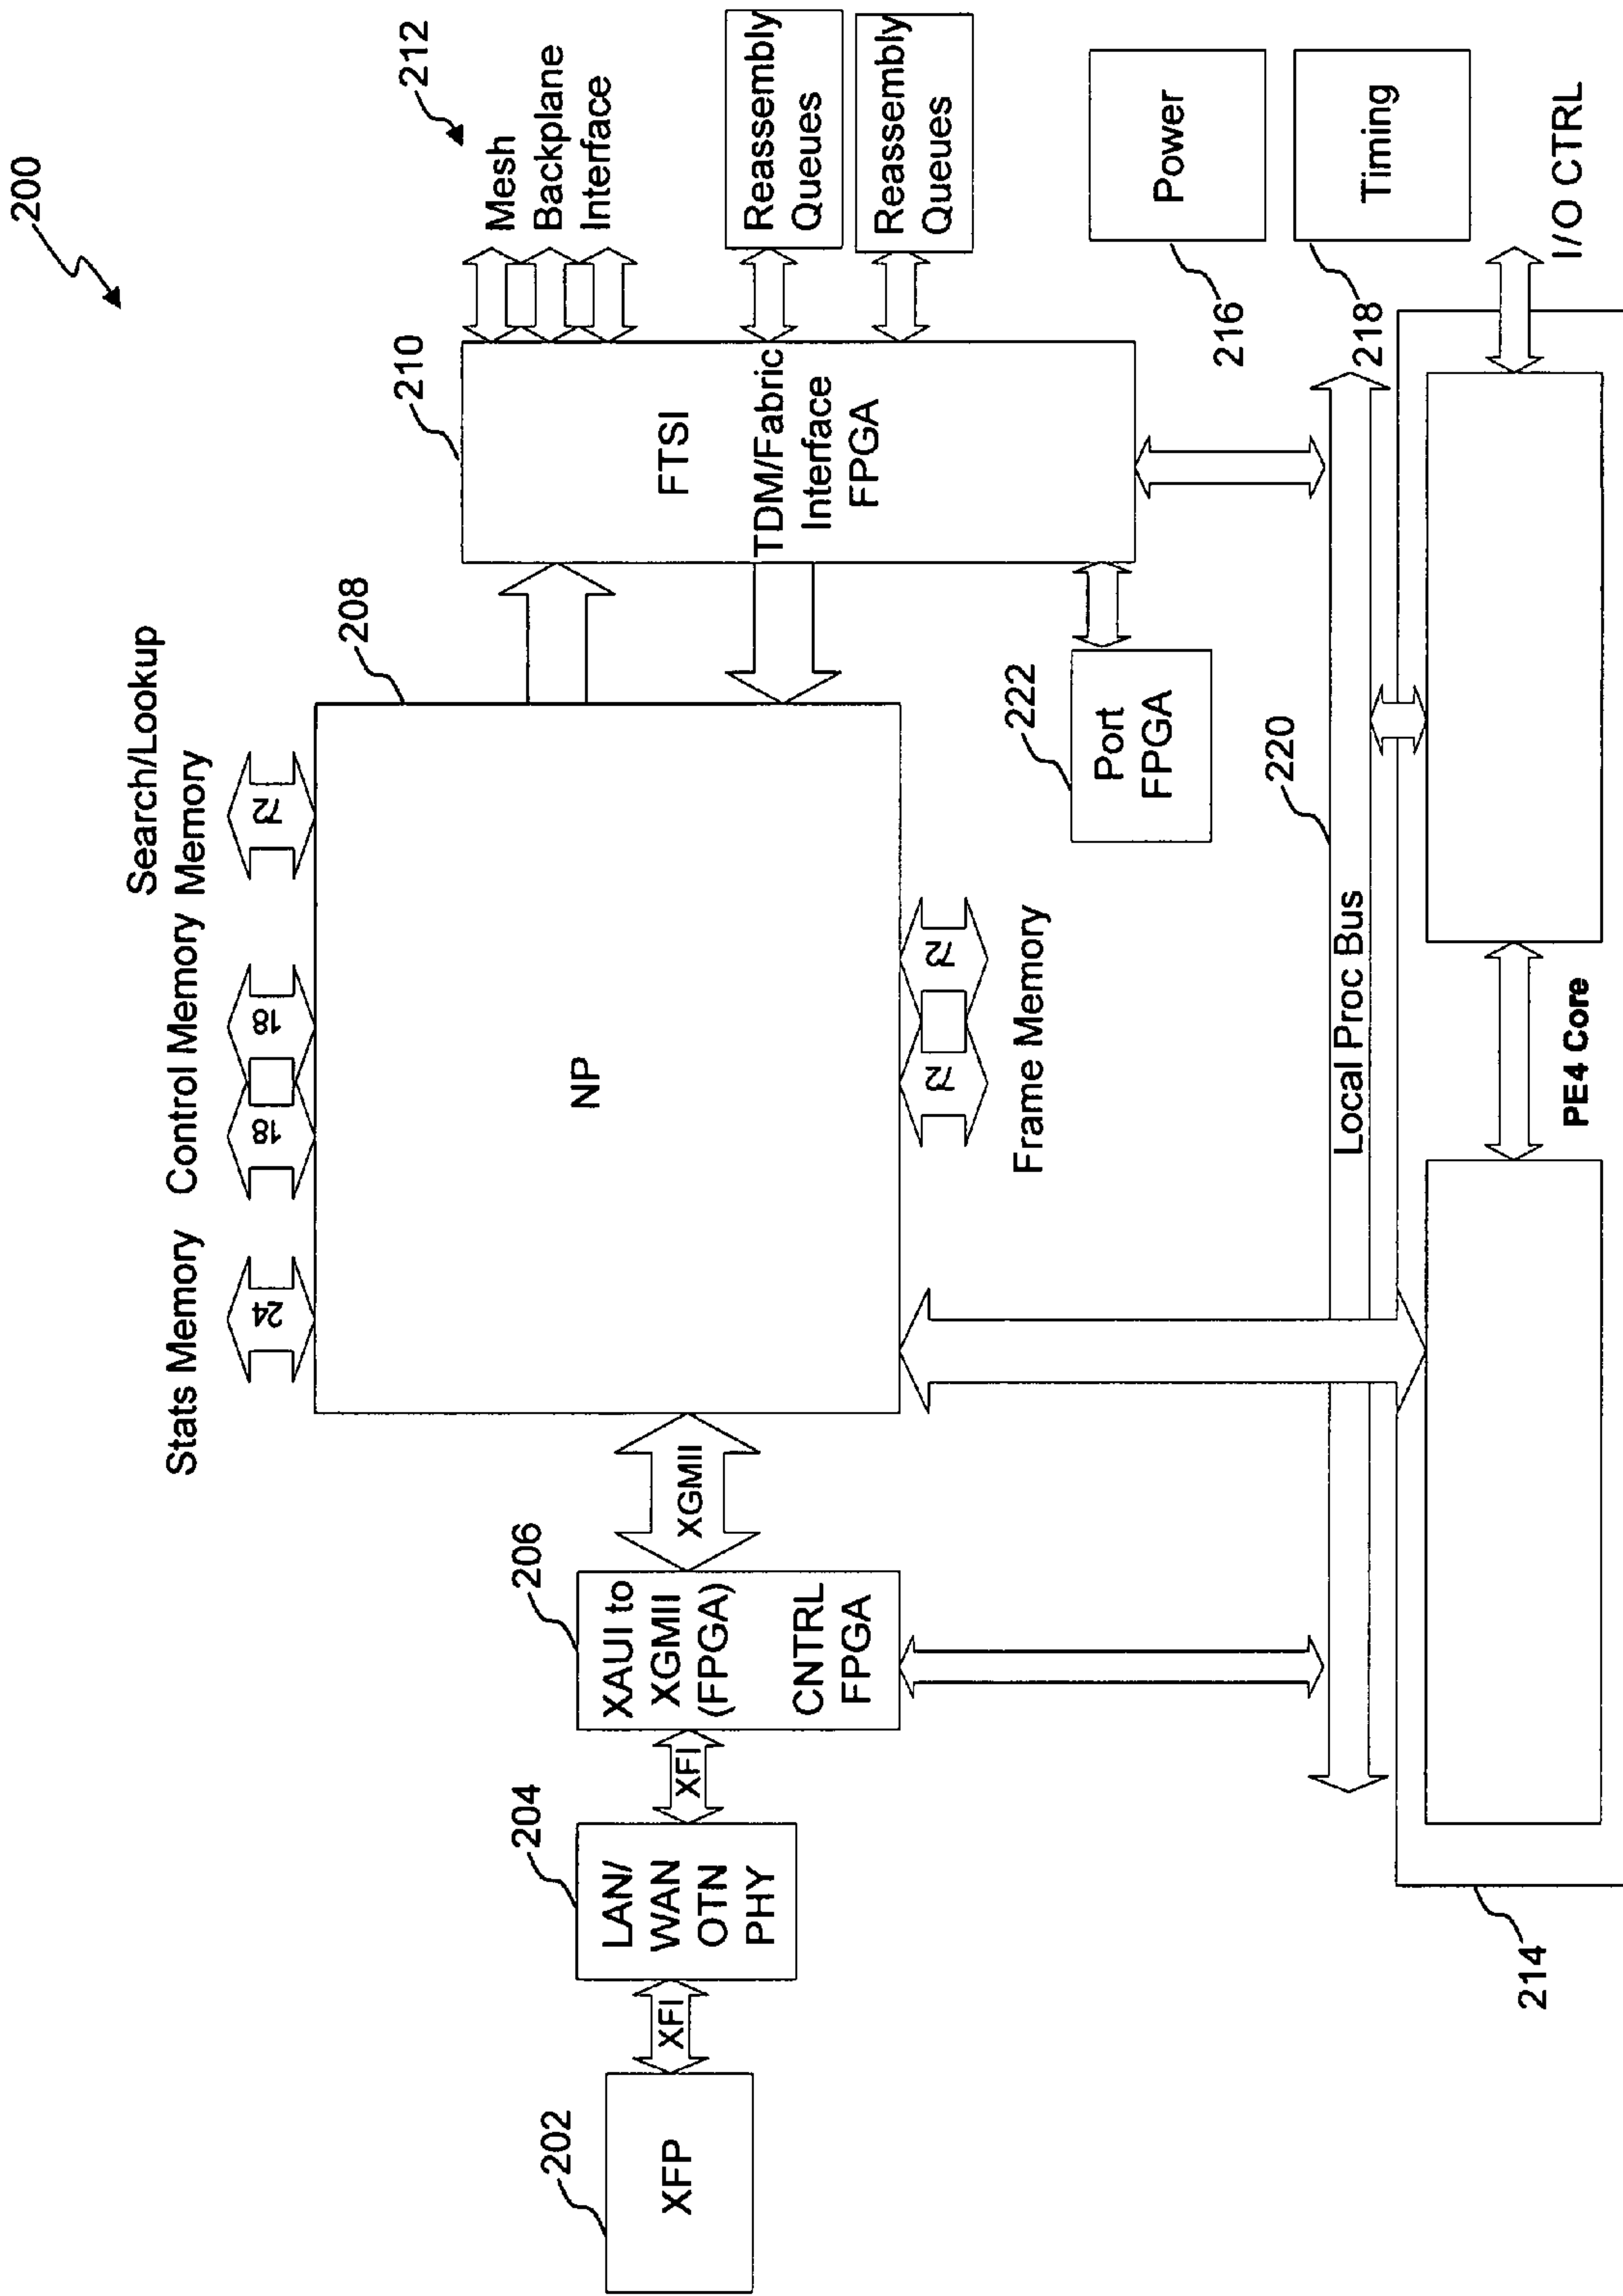 200
212
Mesh
Backplane
Interface
210
FTSI
TDM/Fabric
Interface
FPGA
Reassembly
Queues
Reassembly
Queues
Search/Lookup
Memory
Control Memory
Stats Memory
72
18
18
24
208
NP
72
72
Frame Memory
XGMII
206
XAUI to
XGMII
(FPGA)
CNTRL
FPGA
XFI
204
LAN/
WAN
OTN
PHY
XFI
202
XFP
222
Port
FPGA
216
Power
218
Timing
220
Local Proc Bus
I/O CTRL
PE4 Core
214